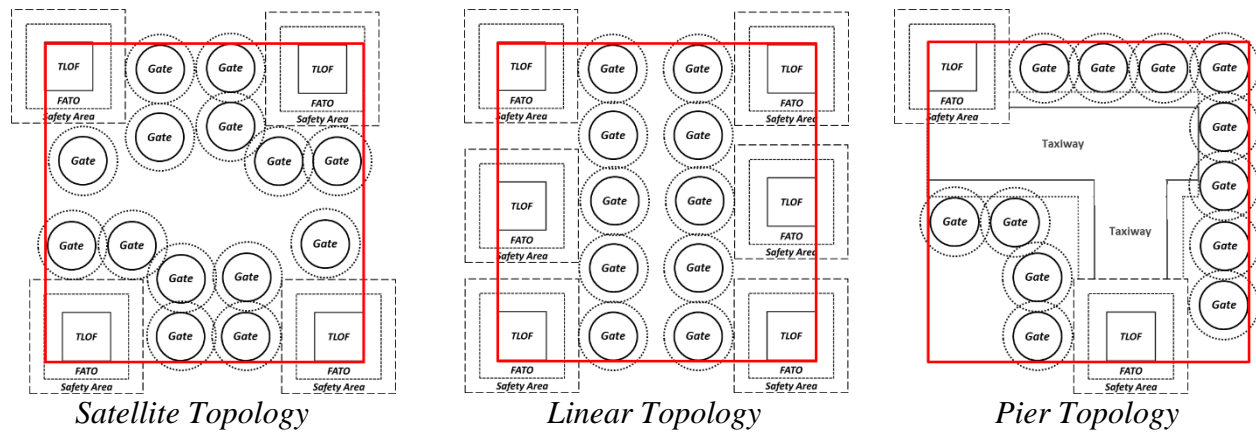 TLOF
Gate
Gate
TLOF
FATO
Safety Area
FATO
Safety Area
Gate
Gate
Gate
Gate
Gate
Gate
Gate
Gate
Gate
Gate
TLOF
Gate
Gate
TLOF
FATO
Safety Area
FATO
Safety Area
Satellite Topology
TLOF
Gate
Gate
TLOF
FATO
Safety Area
FATO
Safety Area
Gate
Gate
TLOF
Gate
Gate
TLOF
FATO
Safety Area
FATO
Safety Area
Gate
Gate
TLOF
Gate
Gate
TLOF
FATO
Safety Area
FATO
Safety Area
Linear Topology
TLOF
Gate
Gate
Gate
Gate
FATO
Safety Area
Gate
Taxiway
Gate
Gate
Gate
Taxiway
Gate
Gate
Gate
Gate
TLOF
FATO
Safety Area
Pier Topology